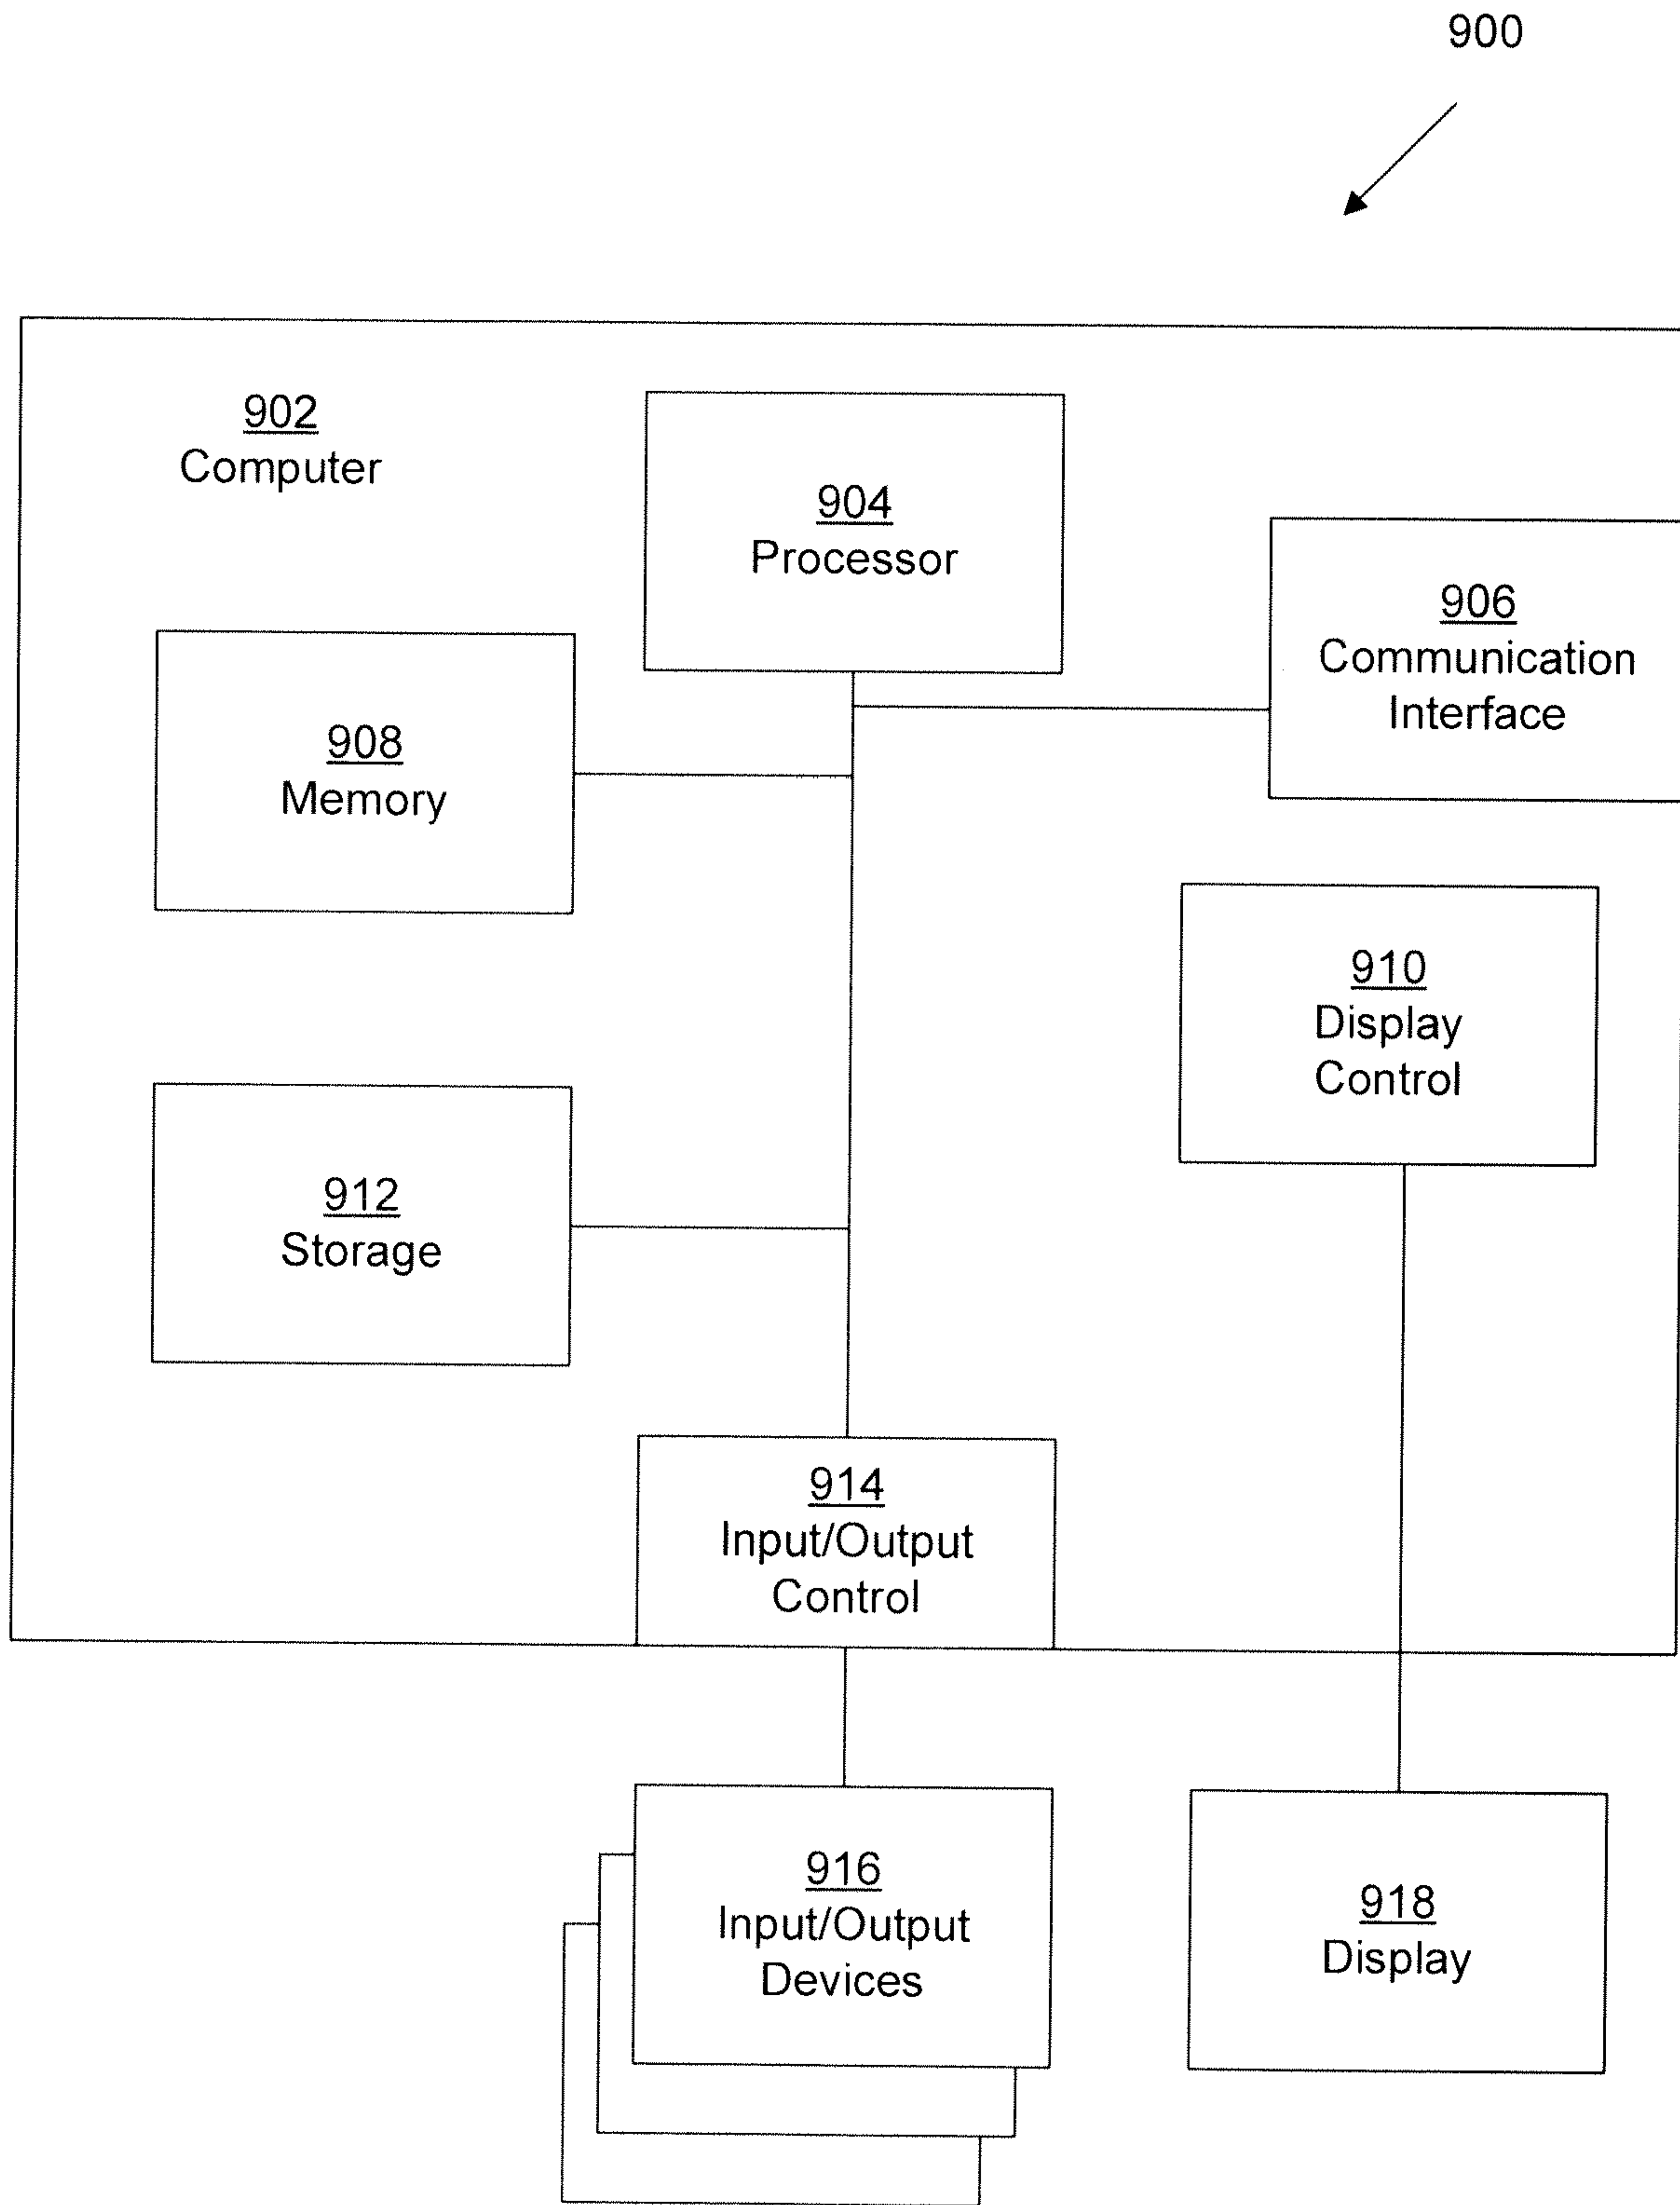 900
902
Computer
904
Processor
906
Communication
Interface
908
Memory
910
Display
Control
912
Storage
914
Input/Output
Control
916
Input/Output
Devices
918
Display